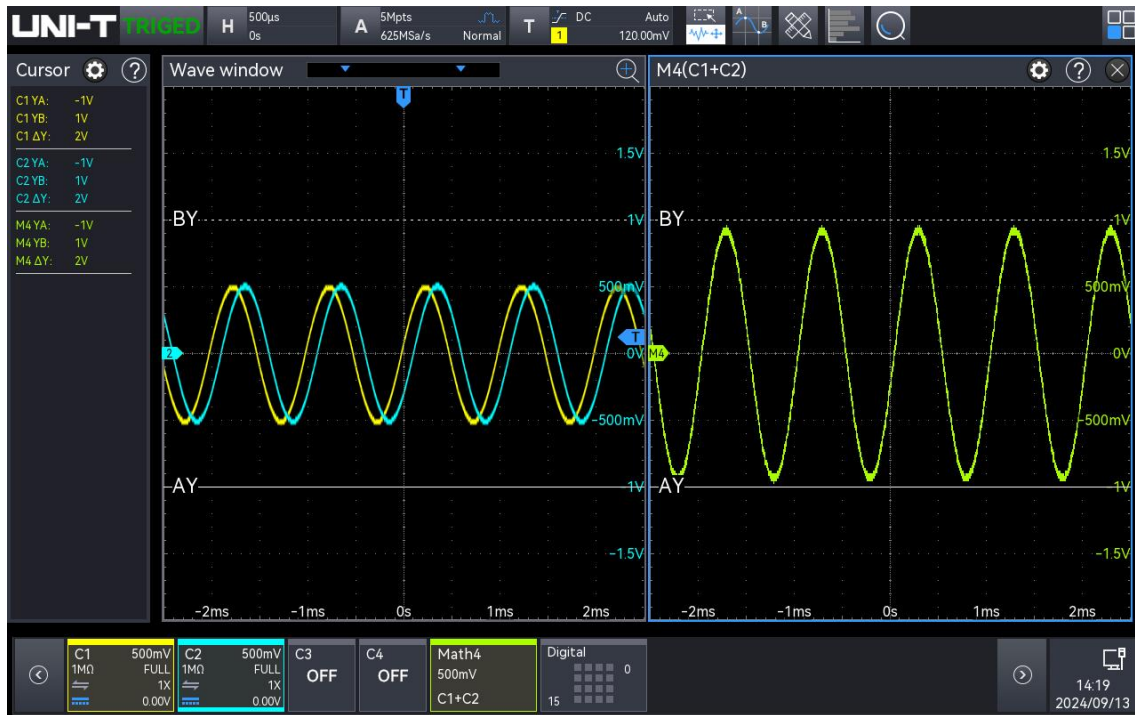 UNI-T TRIGED H 500µs 0s A 5Mpts 625MSa/s Normal T DC 1 Auto 120.00mV A B
Cursor ?
C1 YA: -1V
C1 YB: 1V
C1 ΔY: 2V
C2 YA: -1V
C2 YB: 1V
C2 ΔY: 2V
M4 YA: -1V
M4 YB: 1V
M4 ΔY: 2V
Wave window
T
1.5V
BY 1V
500mV
T
2 0V
-500mV
AY -1V
-1.5V
-2ms -1ms 0s 1ms 2ms
M4(C1+C2) ?
1.5V
BY 1V
500mV
M4 0V
-500mV
AY -1V
-1.5V
-2ms -1ms 0s 1ms 2ms
C1 500mV
1MΩ FULL
1X
0.00V
C2 500mV
1MΩ FULL
1X
0.00V
C3
OFF
C4
OFF
Math4
500mV
C1+C2
Digital
0
15
14:19
2024/09/13